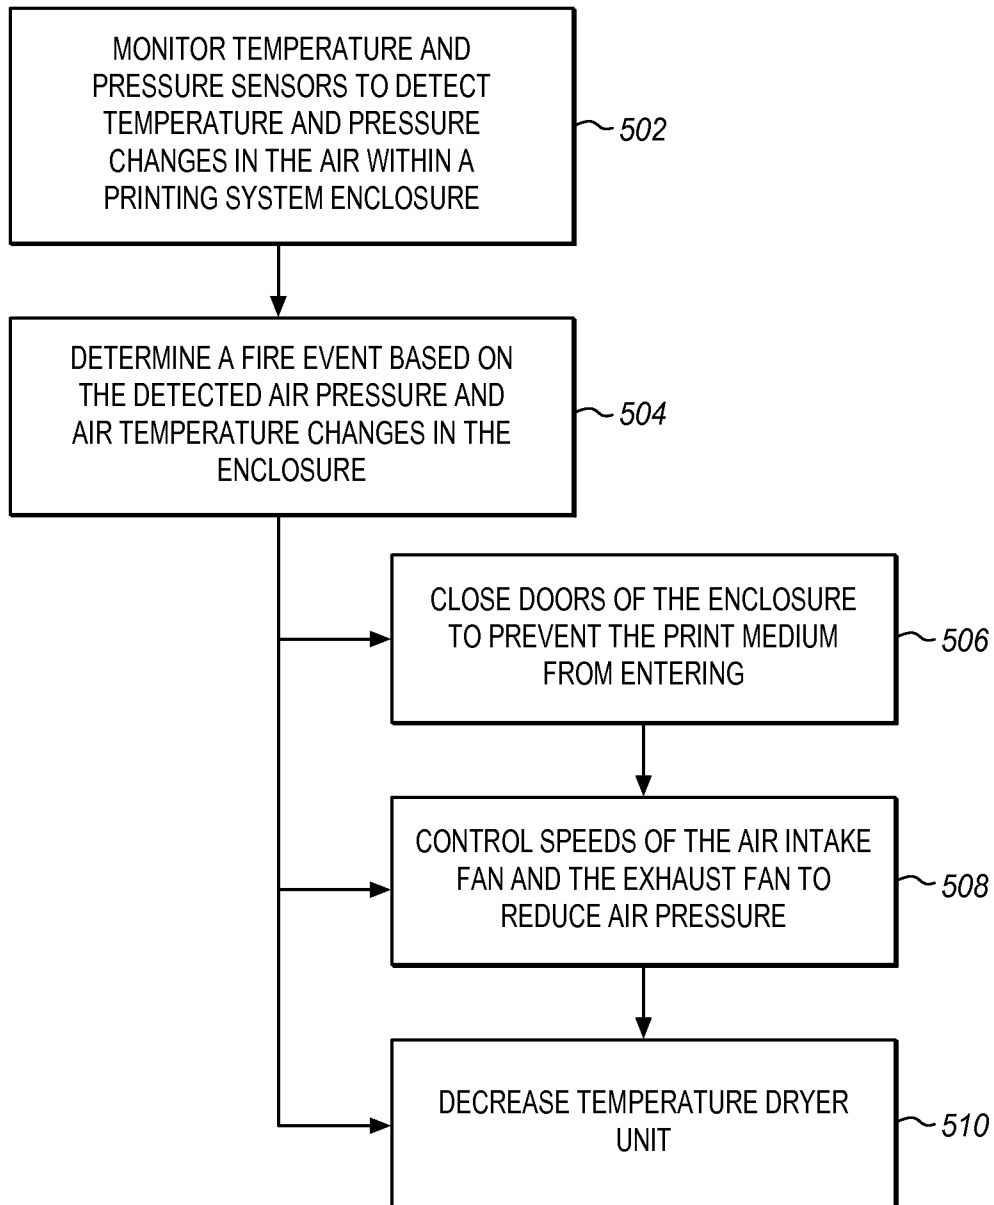 MONITOR TEMPERATURE AND
PRESSURE SENSORS TO DETECT
TEMPERATURE AND PRESSURE
CHANGES IN THE AIR WITHIN A
PRINTING SYSTEM ENCLOSURE
502
DETERMINE A FIRE EVENT BASED ON
THE DETECTED AIR PRESSURE AND
AIR TEMPERATURE CHANGES IN THE
ENCLOSURE
504
CLOSE DOORS OF THE ENCLOSURE
TO PREVENT THE PRINT MEDIUM
FROM ENTERING
506
CONTROL SPEEDS OF THE AIR INTAKE
FAN AND THE EXHAUST FAN TO
REDUCE AIR PRESSURE
508
DECREASE TEMPERATURE DRYER
UNIT
510